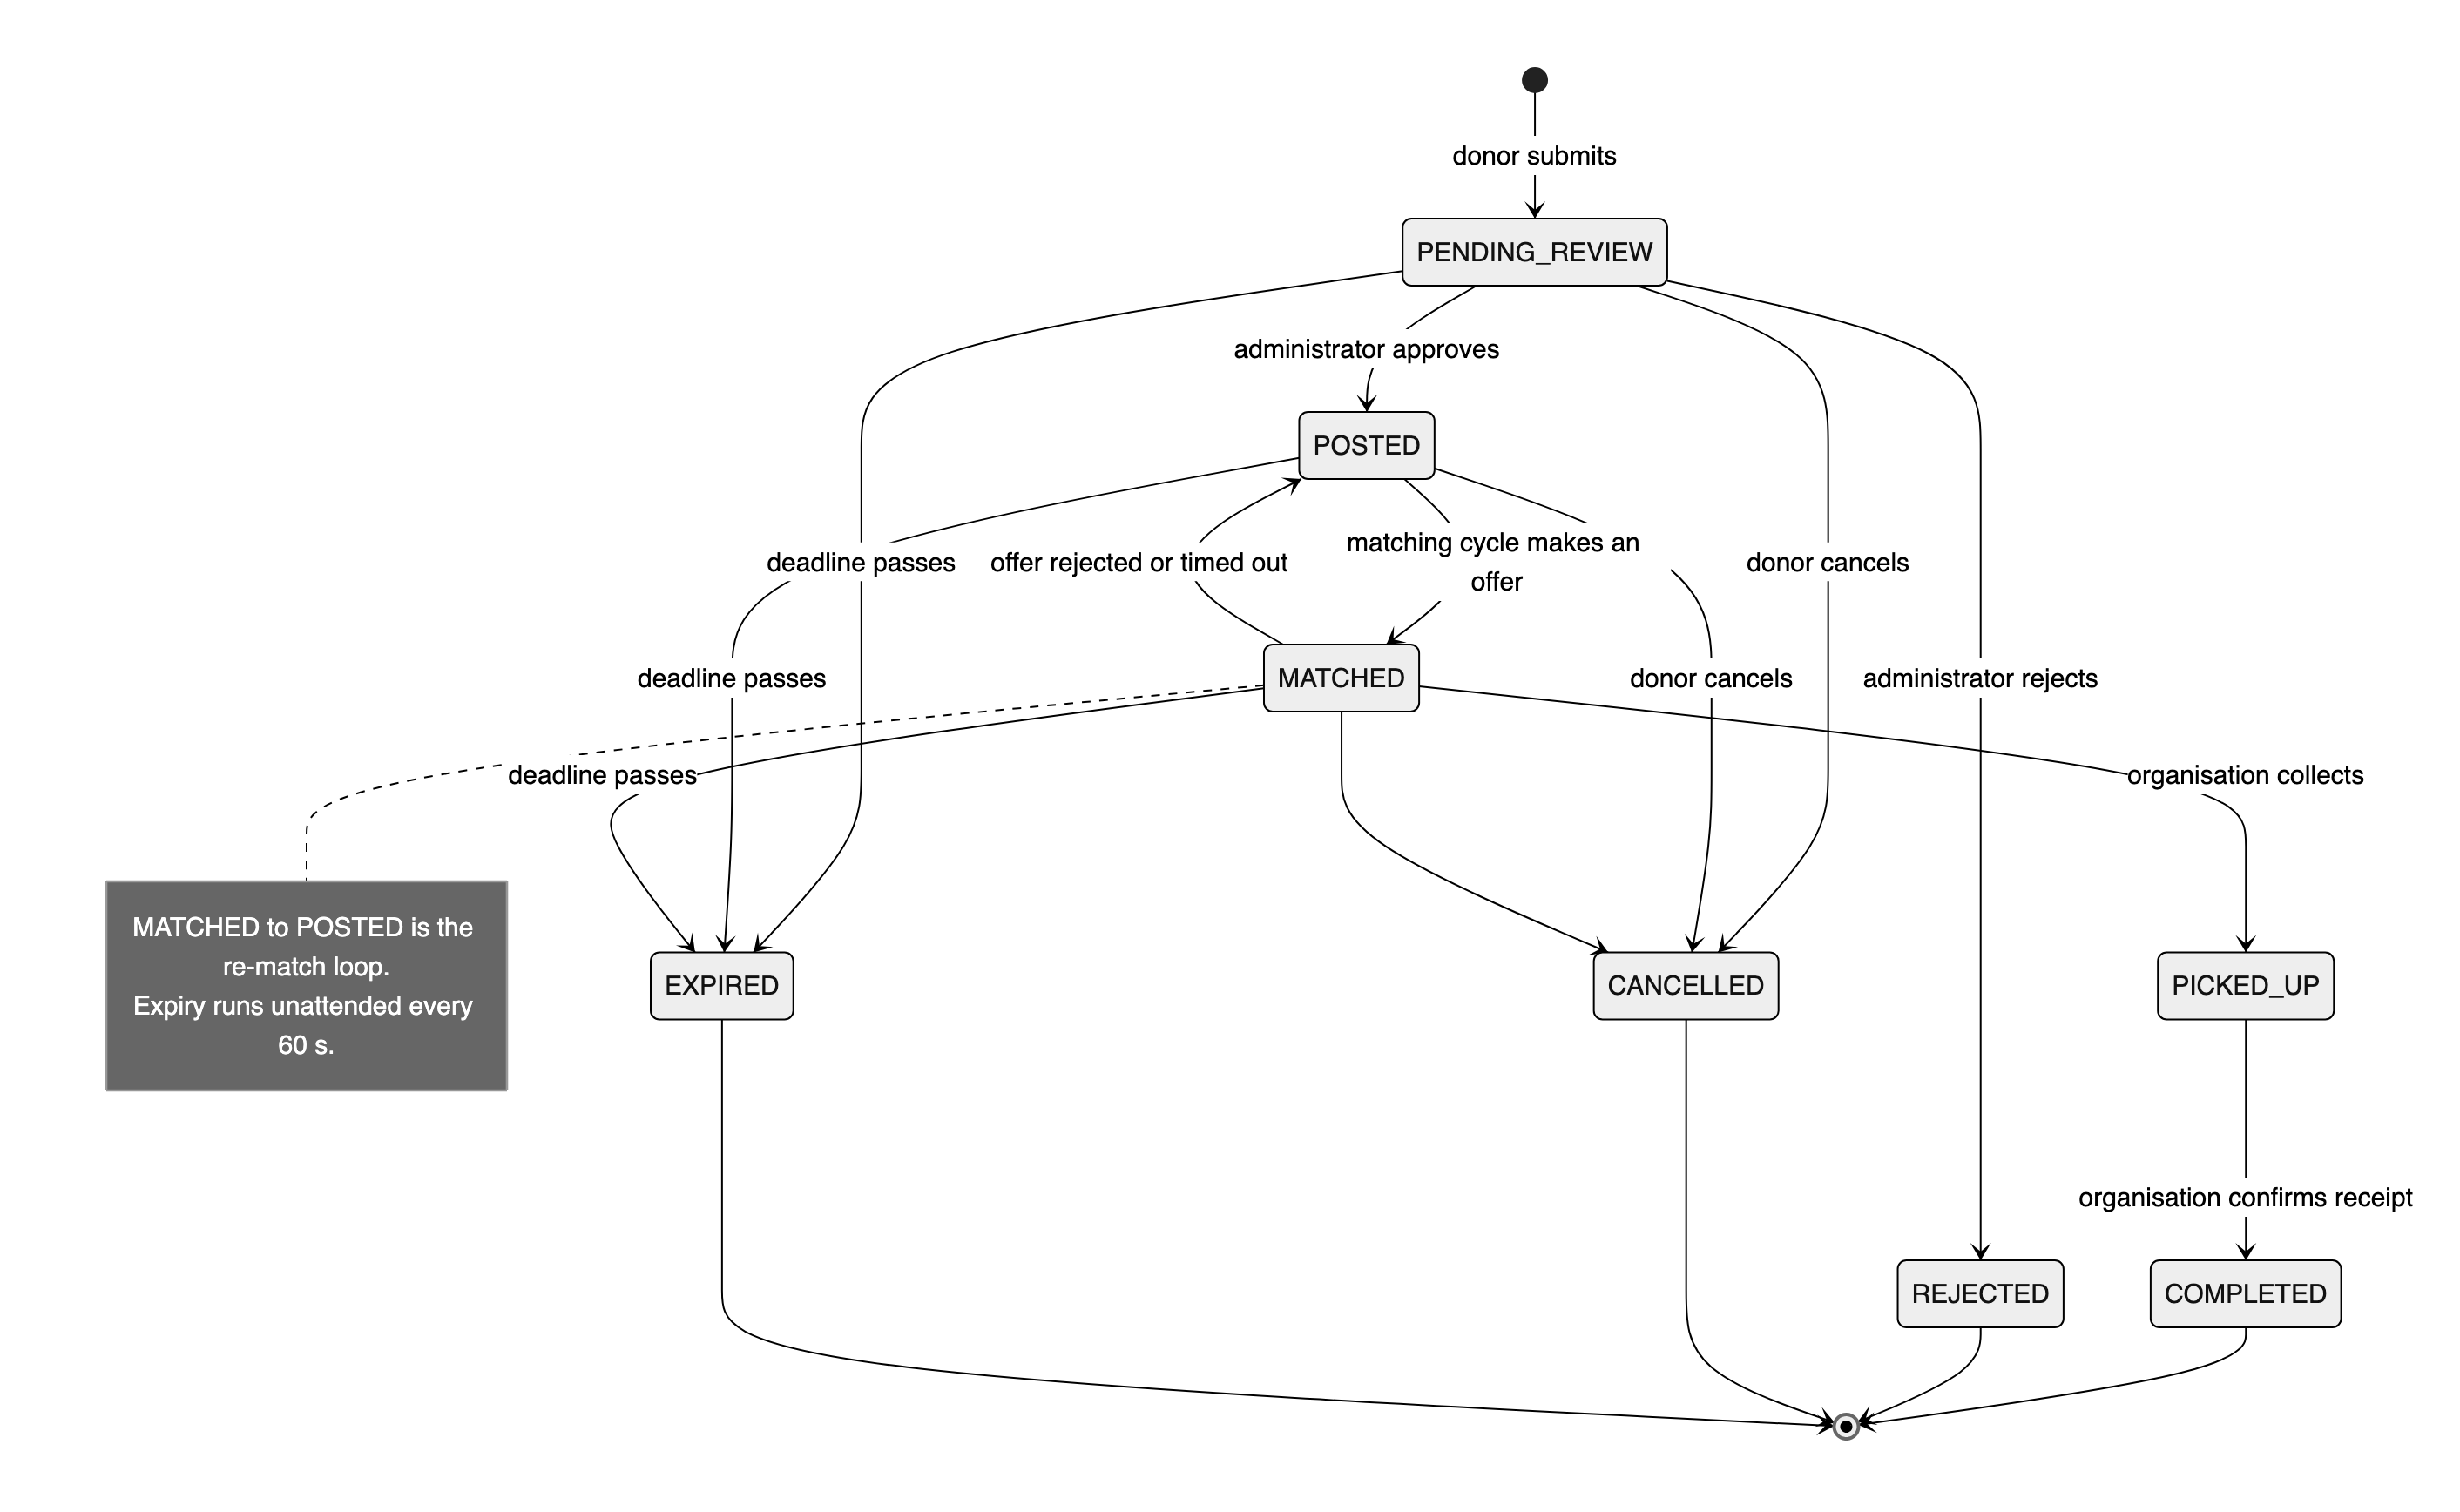 donor submits
PENDING_REVIEW
administrator approves
POSTED
matching cycle makes an
offer
deadline passes
offer rejected or timed out
donor cancels
deadline passes
MATCHED
donor cancels
administrator rejects
deadline passes
organisation collects
MATCHED to POSTED is the
re-match loop.
Expiry runs unattended every
60 s.
EXPIRED
CANCELLED
PICKED_UP
organisation confirms receipt
REJECTED
COMPLETED